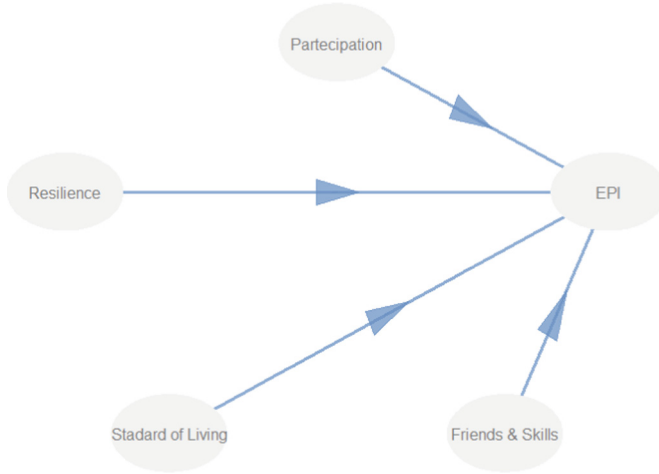 Partecipation
Resilience
EPI
Stadard of Living
Friends & Skills